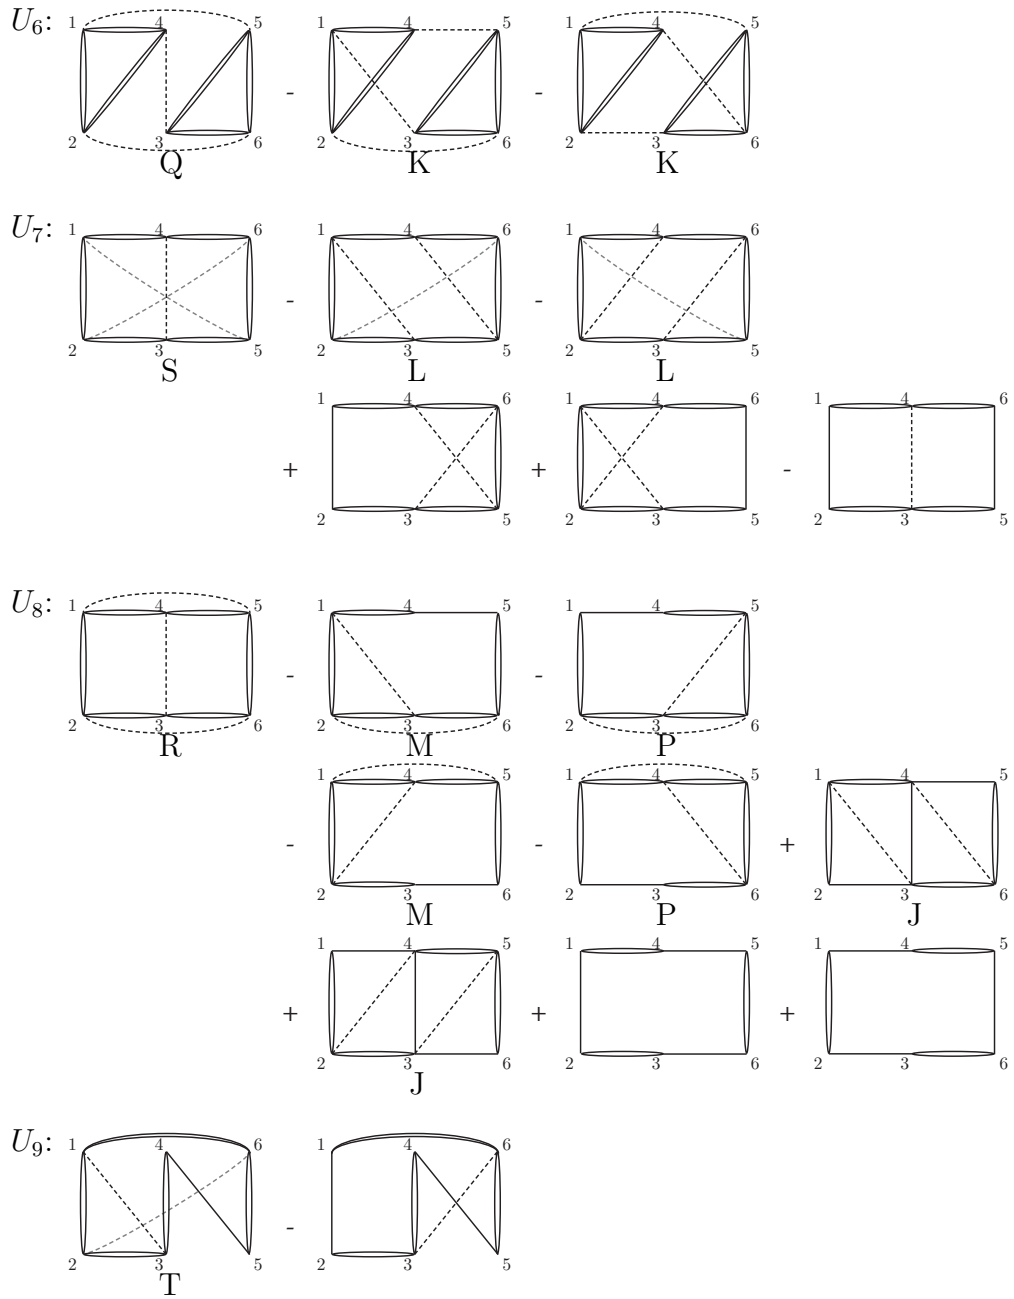 U6: 1 4 5 - 1 4 5 - 1 4 5
2 3 6 2 3 6 2 3 6
Q K K
U7: 1 4 6 - 1 4 6 - 1 4 6
2 3 5 2 3 5 2 3 5
S L L
+ 1 4 6 + 1 4 6 - 1 4 6
2 3 5 2 3 5 2 3 5
U8: 1 4 5 - 1 4 5 - 1 4 5
2 3 6 2 3 6 2 3 6
R M P
- 1 4 5 - 1 4 5 + 1 4 5
2 3 6 2 3 6 2 3 6
M P J
+ 1 4 5 + 1 4 5 + 1 4 5
2 3 6 2 3 6 2 3 6
J
U9: 1 4 6 - 1 4 6
2 3 5 2 3 5
T